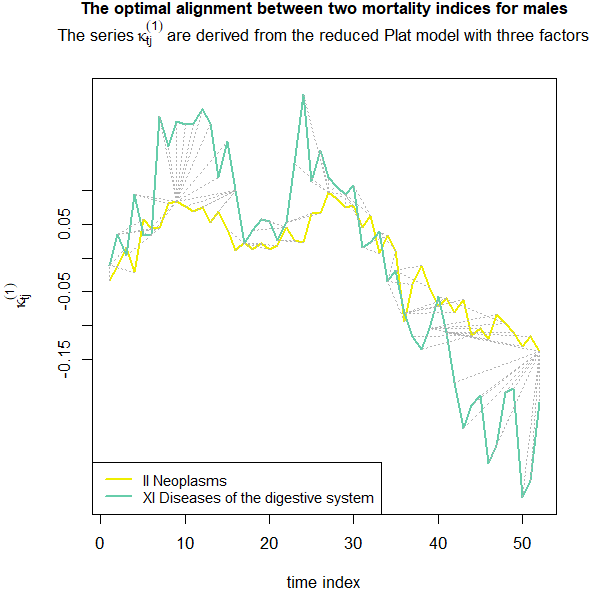 The optimal alignment between two mortality indices for males
The series κtj(1) are derived from the reduced Plat model with three factors
0.05
-0.05
-0.15
κtj(1)
II Neoplasms
XI Diseases of the digestive system
0 10 20 30 40 50
time index